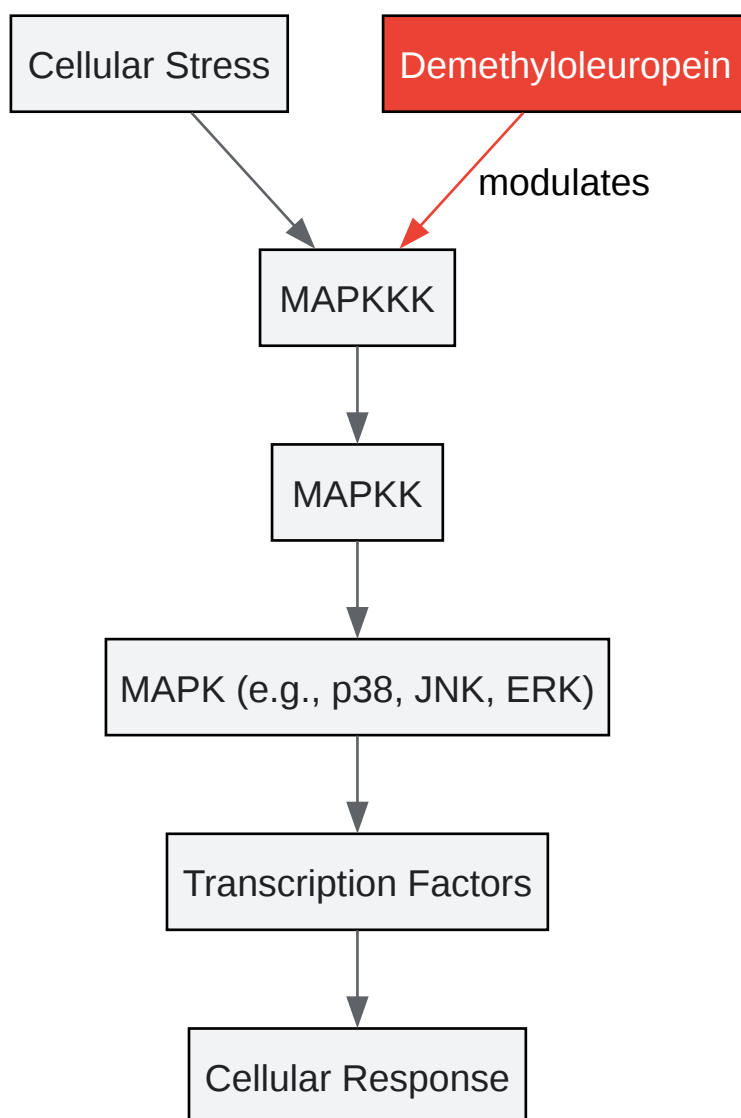 Cellular Stress
Demethyloleuropein
modulates
MAPKKK
MAPKK
MAPK (e.g., p38, JNK, ERK)
Transcription Factors
Cellular Response